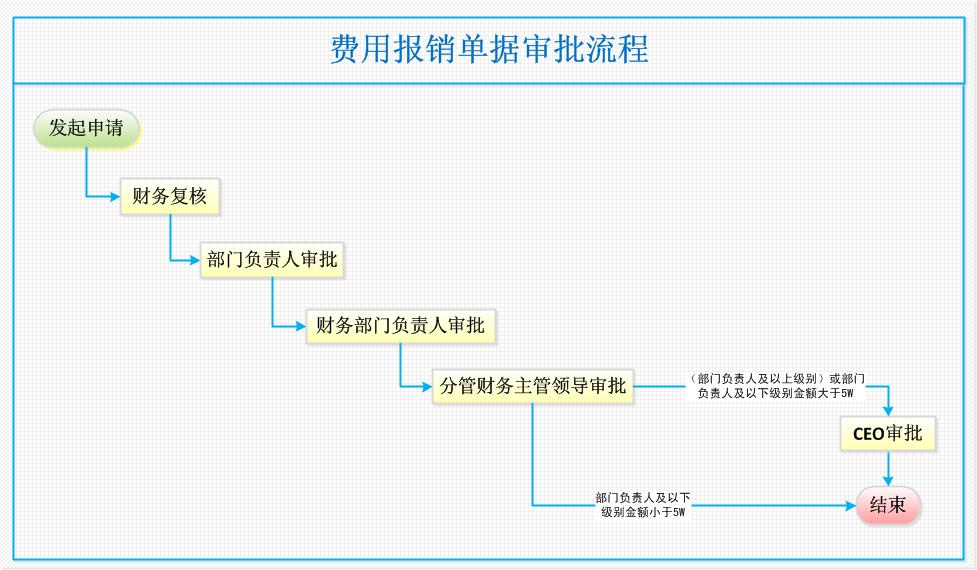 费用报销单据审批流程
发起申请
财务复核
部门负责人审批
财务部门负责人审批
分管财务主管领导审批
（部门负责人及以上级别）或部门
负责人及以下级别金额大于5W
CEO审批
部门负责人及以下
级别金额小于5W
结束